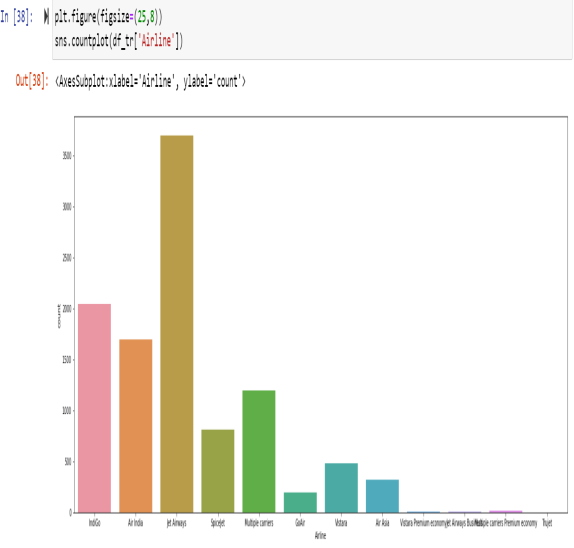 In [38]:
plt.figure(figsize=(25,8))
sns.countplot(df_tr['Airline'])
Out[38]: <AxesSubplot:xlabel='Airline', ylabel='count'>
3500
3000
2500
2000
1500
1000
500
0
count
IndiGo Air India Jet Airways SpiceJet Multiple carriers GoAir Vistara Air Asia Vistara Premium economy Jet Airways Business Multiple carriers Premium economy Trujet
Airline